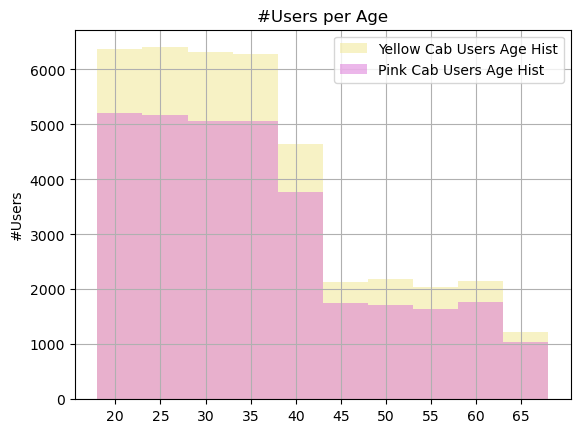 #Users per Age
Yellow Cab Users Age Hist
Pink Cab Users Age Hist
#Users
6000
5000
4000
3000
2000
1000
0
20 25 30 35 40 45 50 55 60 65